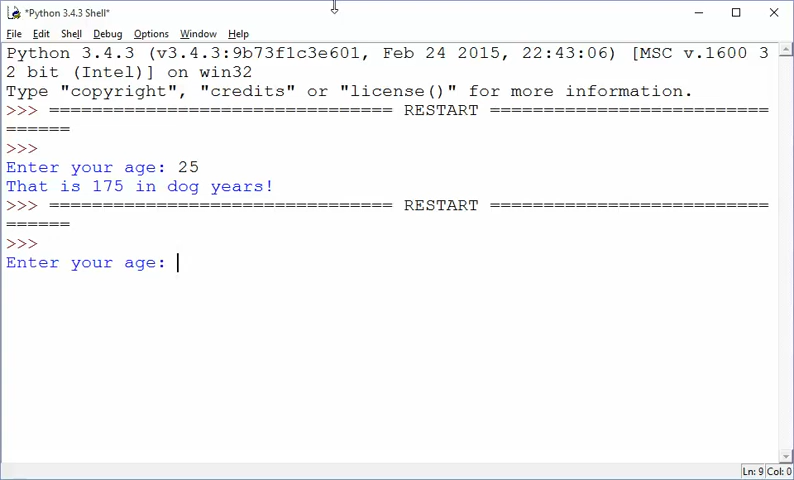 *Python 3.4.3 Shell*
File Edit Shell Debug Options Window Help
Python 3.4.3 (v3.4.3:9b73f1c3e601, Feb 24 2015, 22:43:06) [MSC v.1600 3
2 bit (Intel)] on win32
Type "copyright", "credits" or "license()" for more information.
>>> ================================ RESTART ==========================
======
>>>
Enter your age: 25
That is 175 in dog years!
>>> ================================ RESTART ==========================
======
>>>
Enter your age:
Ln: 9 Col: 0